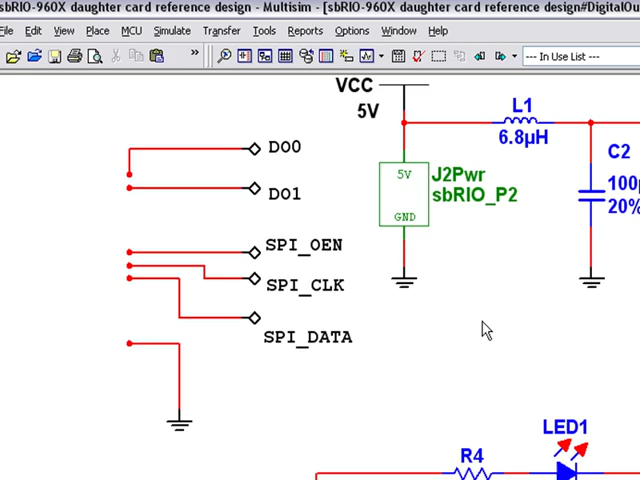 sbRIO-960X daughter card reference design - Multisim - [sbRIO-960X daughter card reference design#DigitalOu
File Edit View Place MCU Simulate Transfer Tools Reports Options Window Help
--- In Use List ---
VCC
5V
L1
6.8µH
C2
100
20%
DO0
DO1
5V
GND
J2Pwr
sbRIO_P2
SPI_OEN
SPI_CLK
SPI_DATA
LED1
R4